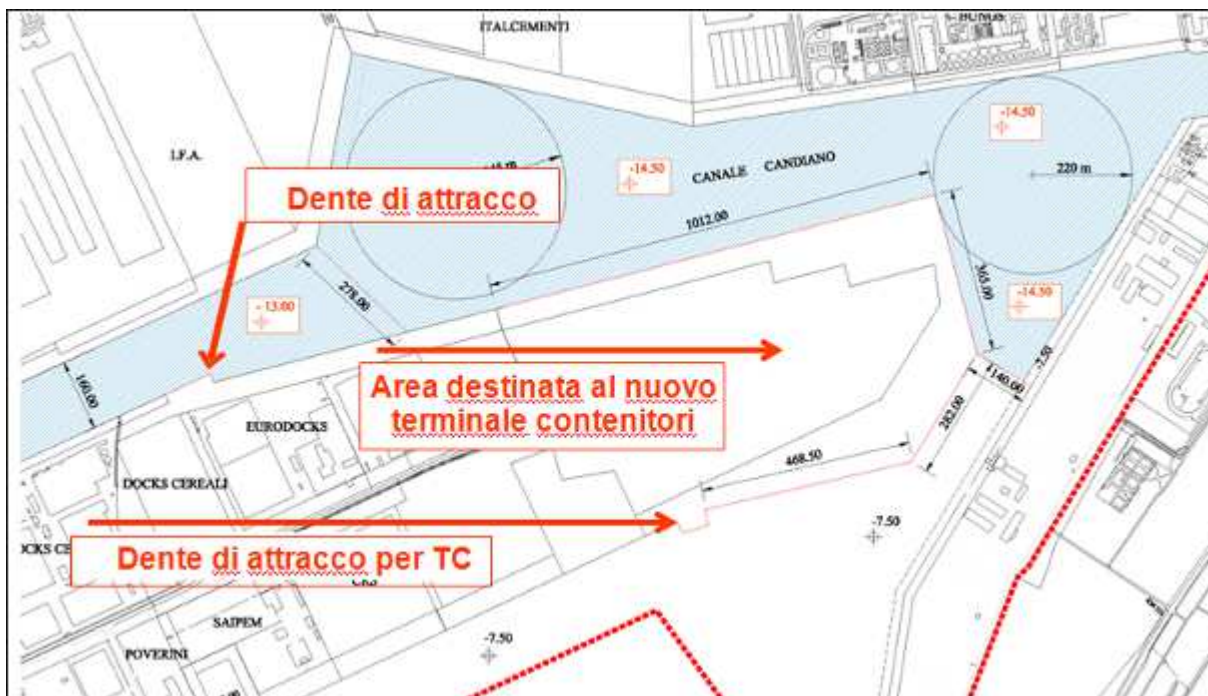 ITALCEMENTI
BUNGE
I.F.A.
-14.50
-14.50
CANALE CANDIANO
220 m
Dente di attracco
1012.00
365.00
-14.50
278.00
- 13.00
-7.50
160.00
140.00
Area destinata al nuovo
terminale contenitori
262.00
EURODOCKS
468.50
DOCKS CEREALI
-7.50
Dente di attracco per TC
SAIPEM
-7.50
POVERINI